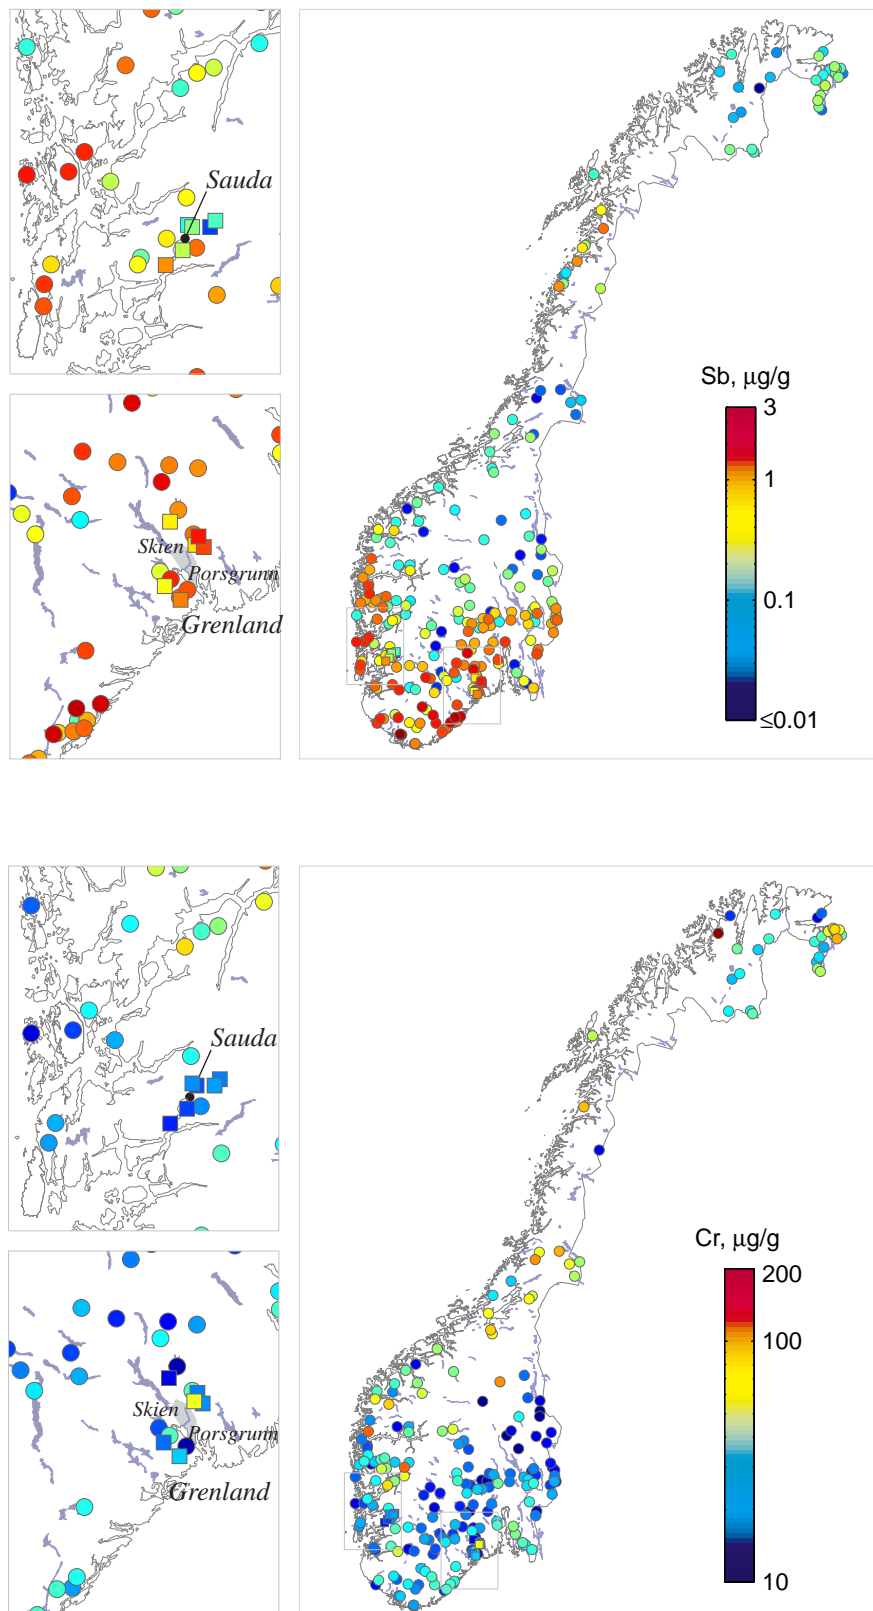 Sauda
Sb, μg/g
3
1
0.1
≤0.01
Skien
Porsgrunn
Grenland
Sauda
Cr, μg/g
200
100
10
Skien
Porsgrunn
Grenland